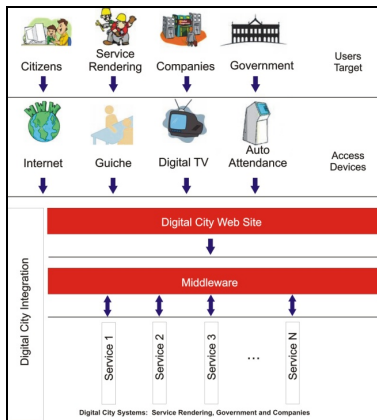 Citizens
Service
Rendering
Companies
Government
Users
Target
WWW
Internet
Guiche
Digital TV
Auto
Attendance
Access
Devices
Digital City Integration
Digital City Web Site
Middleware
Service 1
Service 2
Service 3
...
Service N
Digital City Systems: Service Rendering, Government and Companies